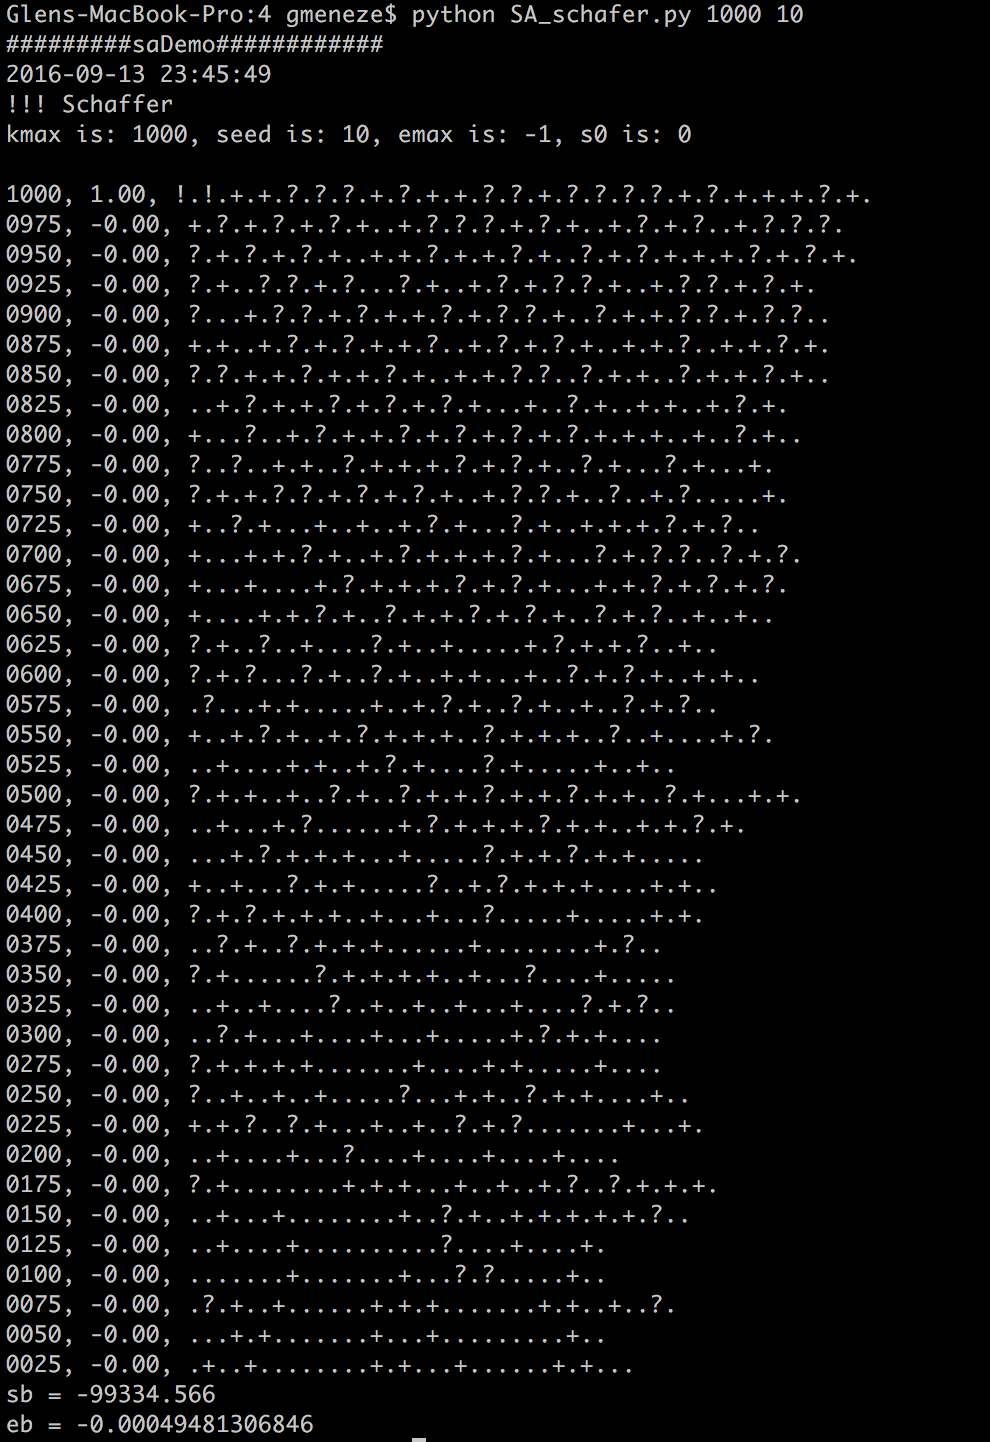 Glens-MacBook-Pro:4 gmeneze$ python SA_schafer.py 1000 10
#########saDemo############
2016-09-13 23:45:49
!!! Schaffer
kmax is: 1000, seed is: 10, emax is: -1, s0 is: 0
1000, 1.00, !.!.+.+.?.?.?.+.?.+.+.?.?.+.?.?.?.?.+.?.+.+.+.?.+.
0975, -0.00, +.?.+.?.+.?.+..+.?.?.?.+.?.+..+.?.+.?..+.?.?.?.
0950, -0.00, ?.+.?.+.?.+..+.+.?.+.+.?.+..?.+.?.+.+.+.?.+.?.+.
0925, -0.00, ?.+..?.?.+.?...?.+..+.?.+.?.?.+..+.?.?.+.?.+.
0900, -0.00, ?...+.?.?.+.?.+.+.?.+.?.?.+..?.+.+.?.?.+.?.?..
0875, -0.00, +.+..+.?.+.?.+.+.?..+.?.+.?.+..+.+.?..+.+.?.+.
0850, -0.00, ?.?.+.+.?.+.+.?.+..+.+.?.?..?.+.+..?.+.+.?.+..
0825, -0.00, ..+.?.+.+.?.+.?.+.?.+...+..?.+..+.+..+.?.+.
0800, -0.00, +...?..+.?.+.+.?.+.?.+.?.+.?.+.+.+..+..?.+..
0775, -0.00, ?..?..+.+..?.+.+.+.?.+.?.+..?.+...?.+...+.
0750, -0.00, ?.+.+.?.?.+.?.+.?.+..+.?.?.+..?..+.?.....+.
0725, -0.00, +..?.+...+..+..+.?.+...?.+..+.+.+.?.+.?..
0700, -0.00, +...+.+.?.+..+.?.+.+.+.?.+...?.+.?.?..?.+.?.
0675, -0.00, +...+....+.?.+.+.+.?.+.?.+...+.+.?.+.?.+.?.
0650, -0.00, +....+.+.?.+..?.+.+.?.+.?.+..?.+.?..+..+..
0625, -0.00, ?.+..?..+....?.+..+.....+.?.+.+.?..+..
0600, -0.00, ?.+.?...?.+..?.+..+.+...+..?.+.?.+..+.+..
0575, -0.00, .?...+.+.....+..+.?.+..?.+..+..?.+.?..
0550, -0.00, +..+.?.+..+.?.+.+.+..?.+.+.+..?..+....+.?.
0525, -0.00, ..+....+.+..+.?.+....?.+.....+..+..
0500, -0.00, ?.+.+..+..?.+..?.+.+.?.+.+.?.+.+..?.+...+.+.
0475, -0.00, ..+...+.?......+.?.+.+.+.?.+.+..+.+.?.+.
0450, -0.00, ...+.?.+.+.+...+.....?.+.+.?.+.+.....
0425, -0.00, +..+...?.+.+.....?..+.?.+.+.+....+.+..
0400, -0.00, ?.+.?.+.+.+..+...+...?.....+.....+.+.
0375, -0.00, ..?.+..?.+.+.+......+........+.?..
0350, -0.00, ?.+......?.+.+.+.+..+...?....+.....
0325, -0.00, ..+..+....?..+..+..+...+....?.+.?..
0300, -0.00, ..?.+...+....+...+.....+.?.+.+....
0275, -0.00, ?.+.+.+.+.......+....+.+.....+....
0250, -0.00, ?..+..+..+.....?...+.+..?.+.+....+..
0225, -0.00, +.+.?..?.+...+..+..?.+.?.......+...+.
0200, -0.00, ..+....+...?....+....+....+....
0175, -0.00, ?.+........+.+.+...+..+..+.?..?.+.+.+.
0150, -0.00, ..+...+........+..?.+..+.+.+.+.+.?..
0125, -0.00, ..+....+..........?....+....+.
0100, -0.00, .......+.......+...?.?.....+..
0075, -0.00, .?.+..+......+.+.+.......+.+..+..?.
0050, -0.00, ...+.+.......+...+.........+..
0025, -0.00, .+..+........+.+...+......+.+...
sb = -99334.566
eb = -0.00049481306846